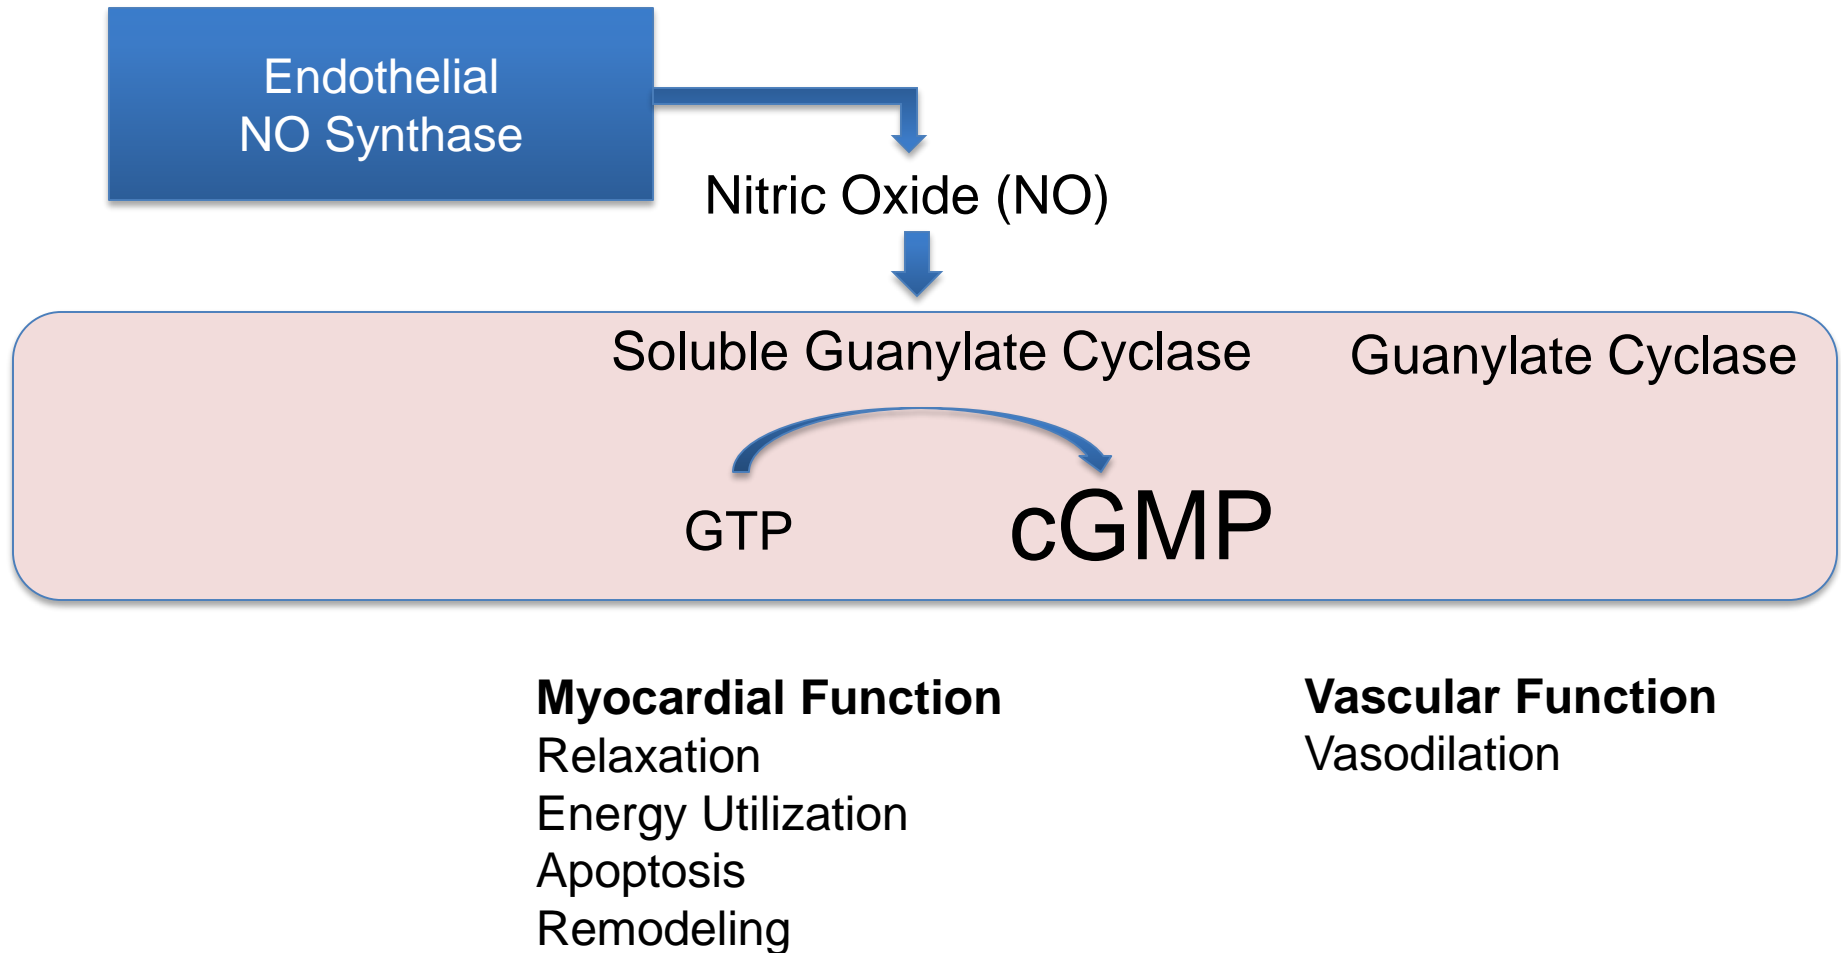 Endothelial
NO Synthase
Nitric Oxide (NO)
Soluble Guanylate Cyclase
Guanylate Cyclase
GTP
cGMP
Myocardial Function
Relaxation
Energy Utilization
Apoptosis
Remodeling
Vascular Function
Vasodilation